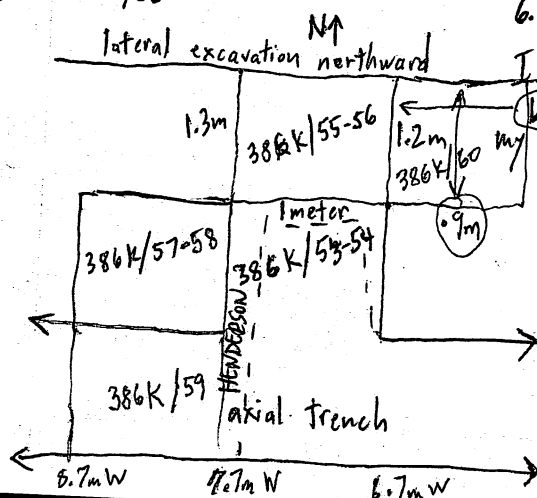 6.
N↑
lateral excavation northward
I
1.3m
386K/55-56
1.2m
my
386K/60
1 meter
.9m
386K/57-58
386K/53-54
HENDERSON
386K/59
axial trench
8.7m W
7.7m W
6.7m W